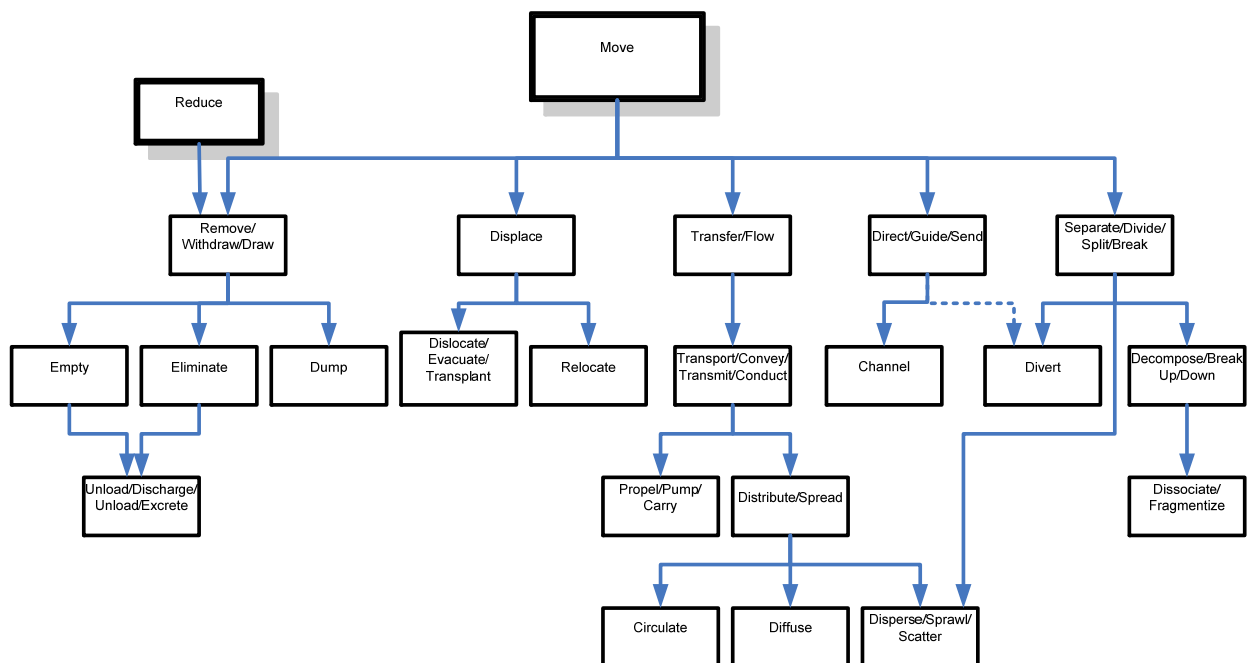 Move
Reduce
Remove/
Withdraw/Draw
Displace
Transfer/Flow
Direct/Guide/Send
Separate/Divide/
Split/Break
Empty
Eliminate
Dump
Dislocate/
Evacuate/
Transplant
Relocate
Transport/Convey/
Transmit/Conduct
Channel
Divert
Decompose/Break
Up/Down
Unload/Discharge/
Unload/Excrete
Propel/Pump/
Carry
Distribute/Spread
Dissociate/
Fragmentize
Circulate
Diffuse
Disperse/Sprawl/
Scatter